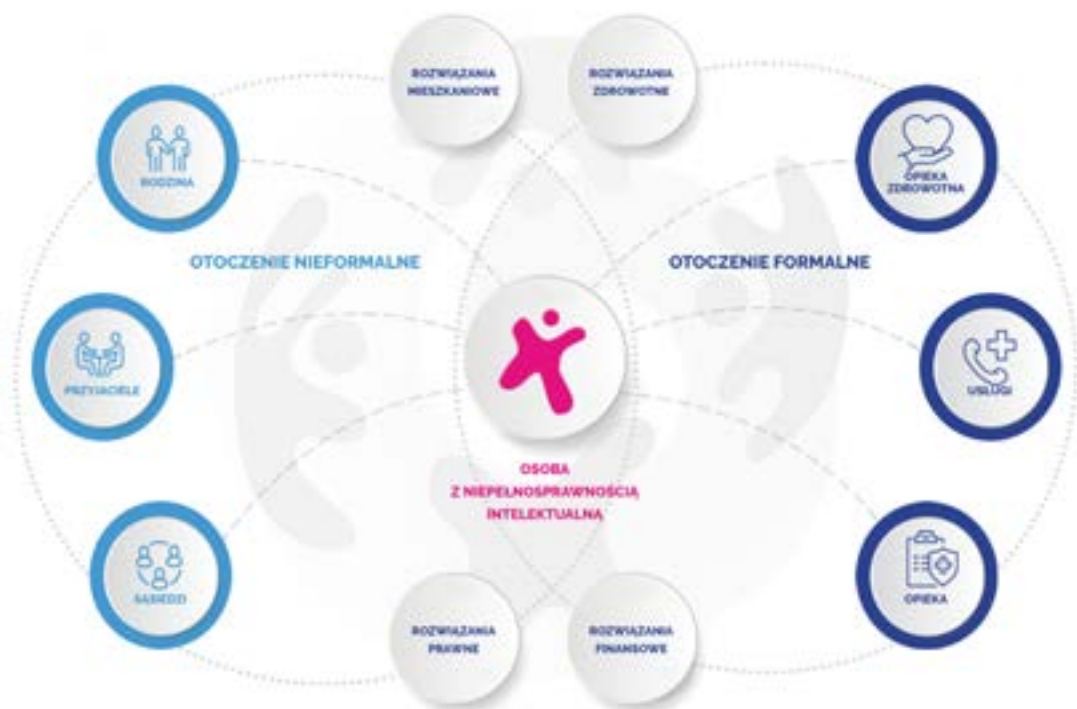 ROZWIĄZANIA
MIESZKANIOWE
ROZWIĄZANIA
ZDROWOTNE
RODZINA
OPIEKA
ZDROWOTNA
OTOCZENIE NIEFORMALNE
OTOCZENIE FORMALNE
PRZYJACIELE
USŁUGI
OSOBA
Z NIEPEŁNOSPRAWNOŚCIĄ
INTELEKTUALNĄ
SĄSIEDZI
OPIEKA
ROZWIĄZANIA
PRAWNE
ROZWIĄZANIA
FINANSOWE